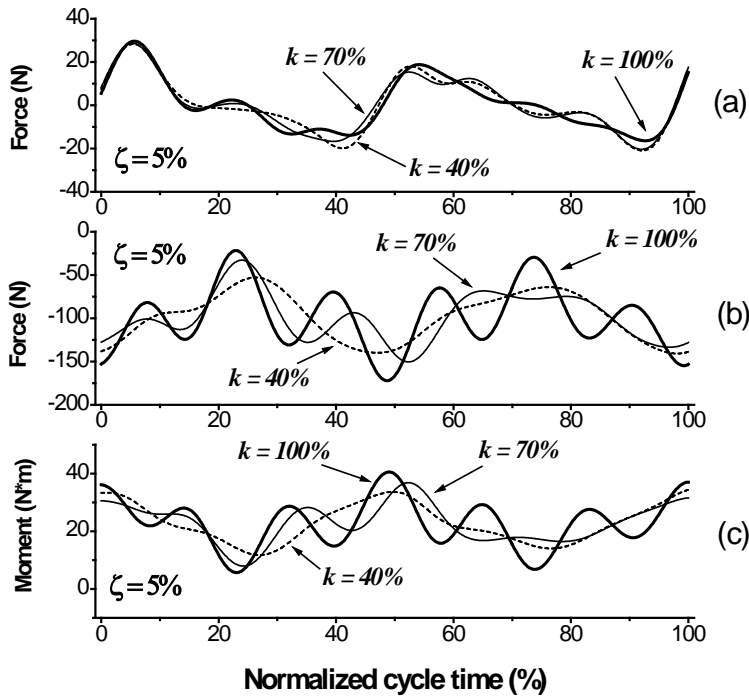 40
20
0
-20
-40
Force (N)
k = 70%
k = 100%
k = 40%
ζ = 5%
(a)
0 20 40 60 80 100
0
-50
-100
-150
-200
Force (N)
ζ = 5%
k = 70%
k = 100%
k = 40%
(b)
0 20 40 60 80 100
40
20
0
Moment (N*m)
k = 100%
k = 70%
k = 40%
ζ = 5%
(c)
0 20 40 60 80 100
Normalized cycle time (%)